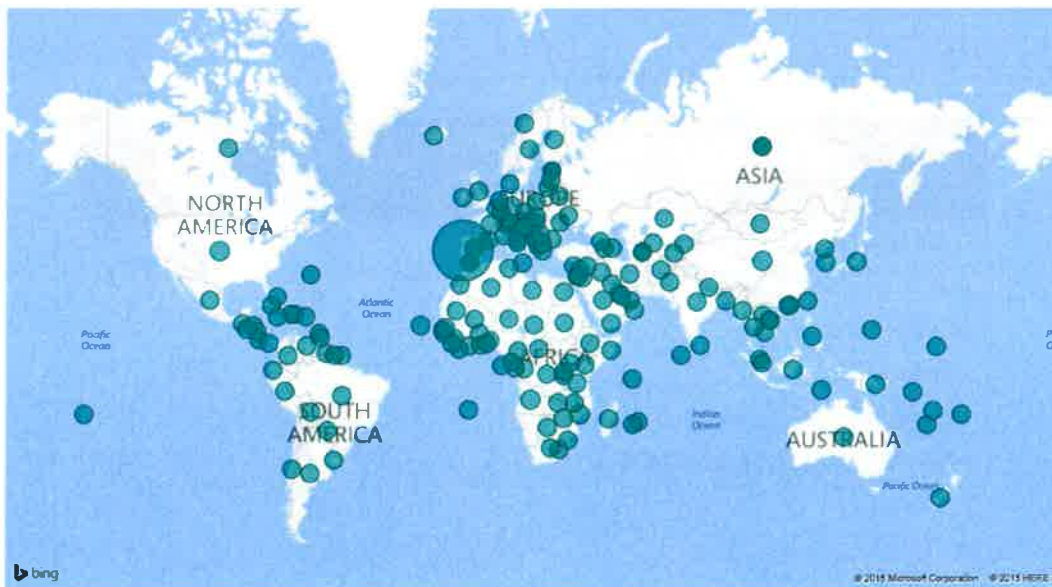 NORTH
AMERICA
ASIA
Atlantic
Ocean
Pacific
Ocean
AFRICA
SOUTH
AMERICA
Indian
Ocean
AUSTRALIA
Pacific Ocean
bing
© 2015 Microsoft Corporation © 2015 HERE